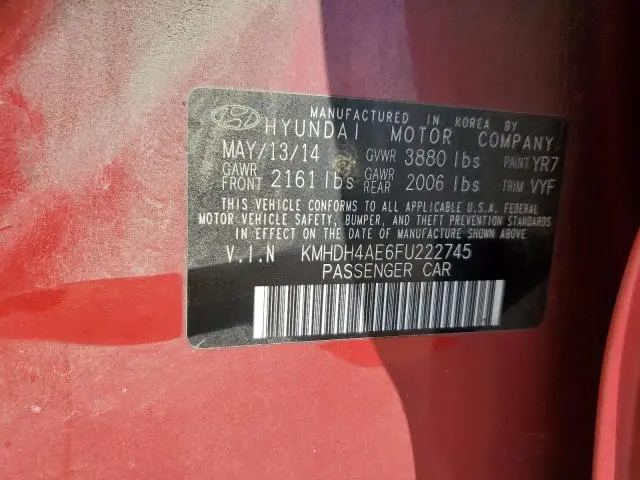 MANUFACTURED IN KOREA BY
HYUNDAI MOTOR COMPANY
MAY/13/14 GVWR 3880 lbs PAINT YR7
GAWR FRONT 2161 lbs GAWR REAR 2006 lbs TRIM VYF
THIS VEHICLE CONFORMS TO ALL APPLICABLE U.S.A. FEDERAL
MOTOR VEHICLE SAFETY, BUMPER, AND THEFT PREVENTION STANDARDS
IN EFFECT ON THE DATE OF MANUFACTURE SHOWN ABOVE.
V.I.N KMHDH4AE6FU222745
PASSENGER CAR